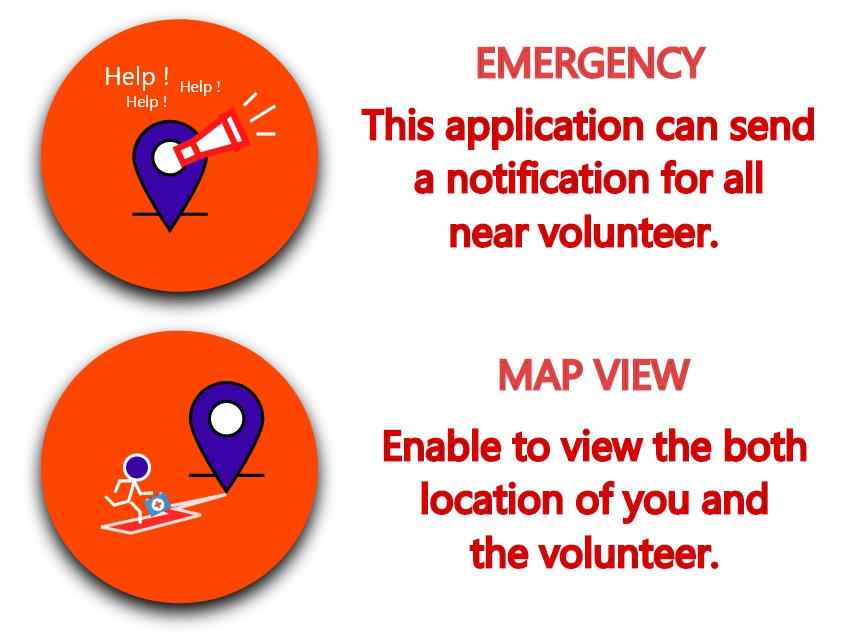 Help !
Help !
Help !
EMERGENCY
This application can send
a notification for all
near volunteer.
MAP VIEW
Enable to view the both
location of you and
the volunteer.